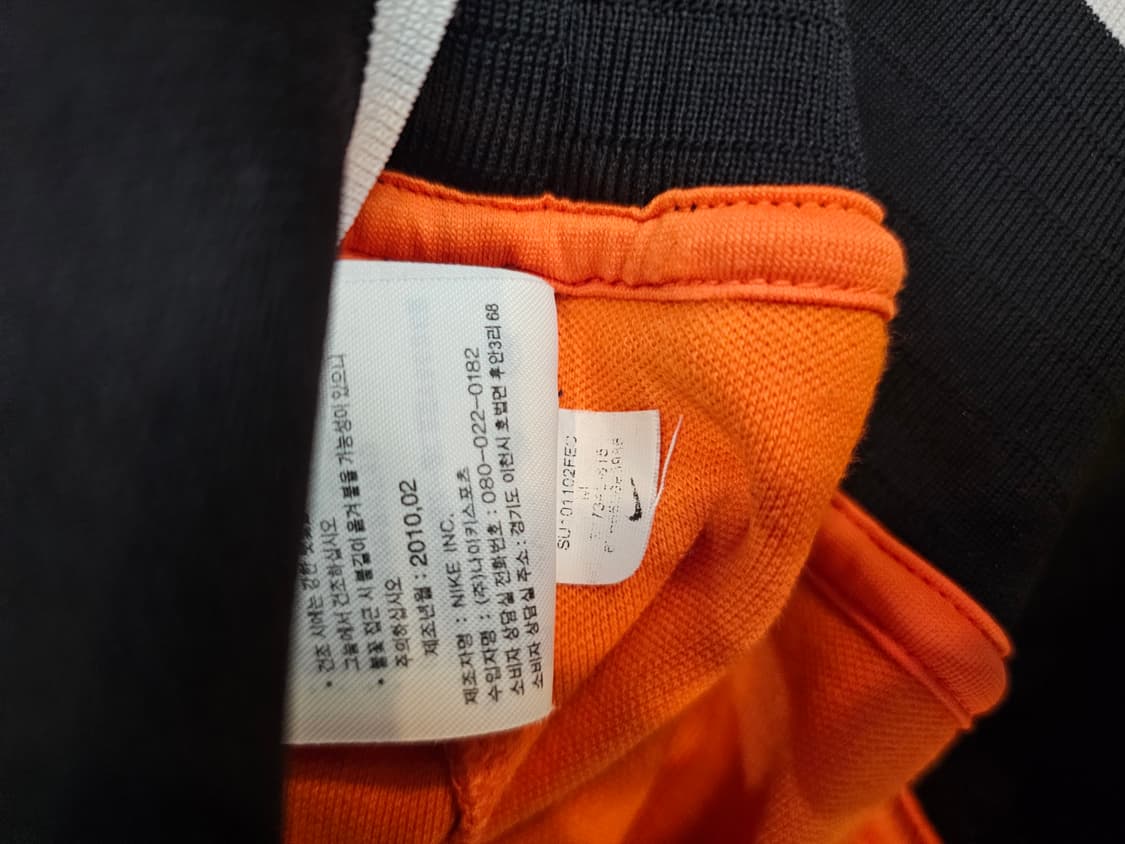 • 건조 시에는 강한
그늘에서 건조하십시오
• 불꽃 접근 시 불길이 옮겨 붙을 가능성이 있으니
주의하십시오
제조년월 : 2010,02
제조자명 : NIKE INC.
수입자명 : (주)나이키스포츠
소비자 상담실 전화번호 : 080-022-0182
소비자 상담실 주소 : 경기도 이천시 호법면 후안3리 68
M